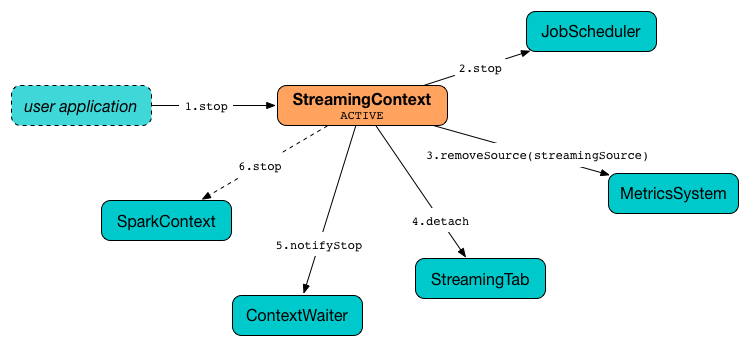 JobScheduler
2.stop
user application
1.stop
StreamingContext
ACTIVE
3.removeSource(streamingSource)
6.stop
MetricsSystem
SparkContext
4.detach
5.notifyStop
StreamingTab
ContextWaiter